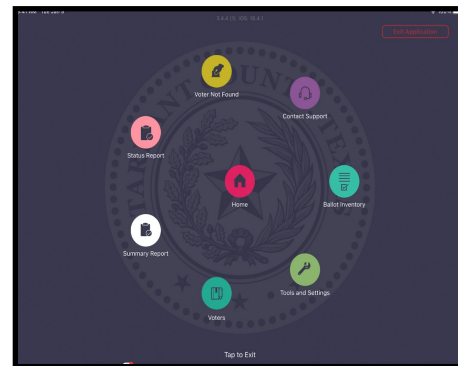 Exit Application
Voter Not Found
Contact Support
Status Report
Home
Ballot Inventory
Summary Report
Tools and Settings
Voters
Tap to Exit